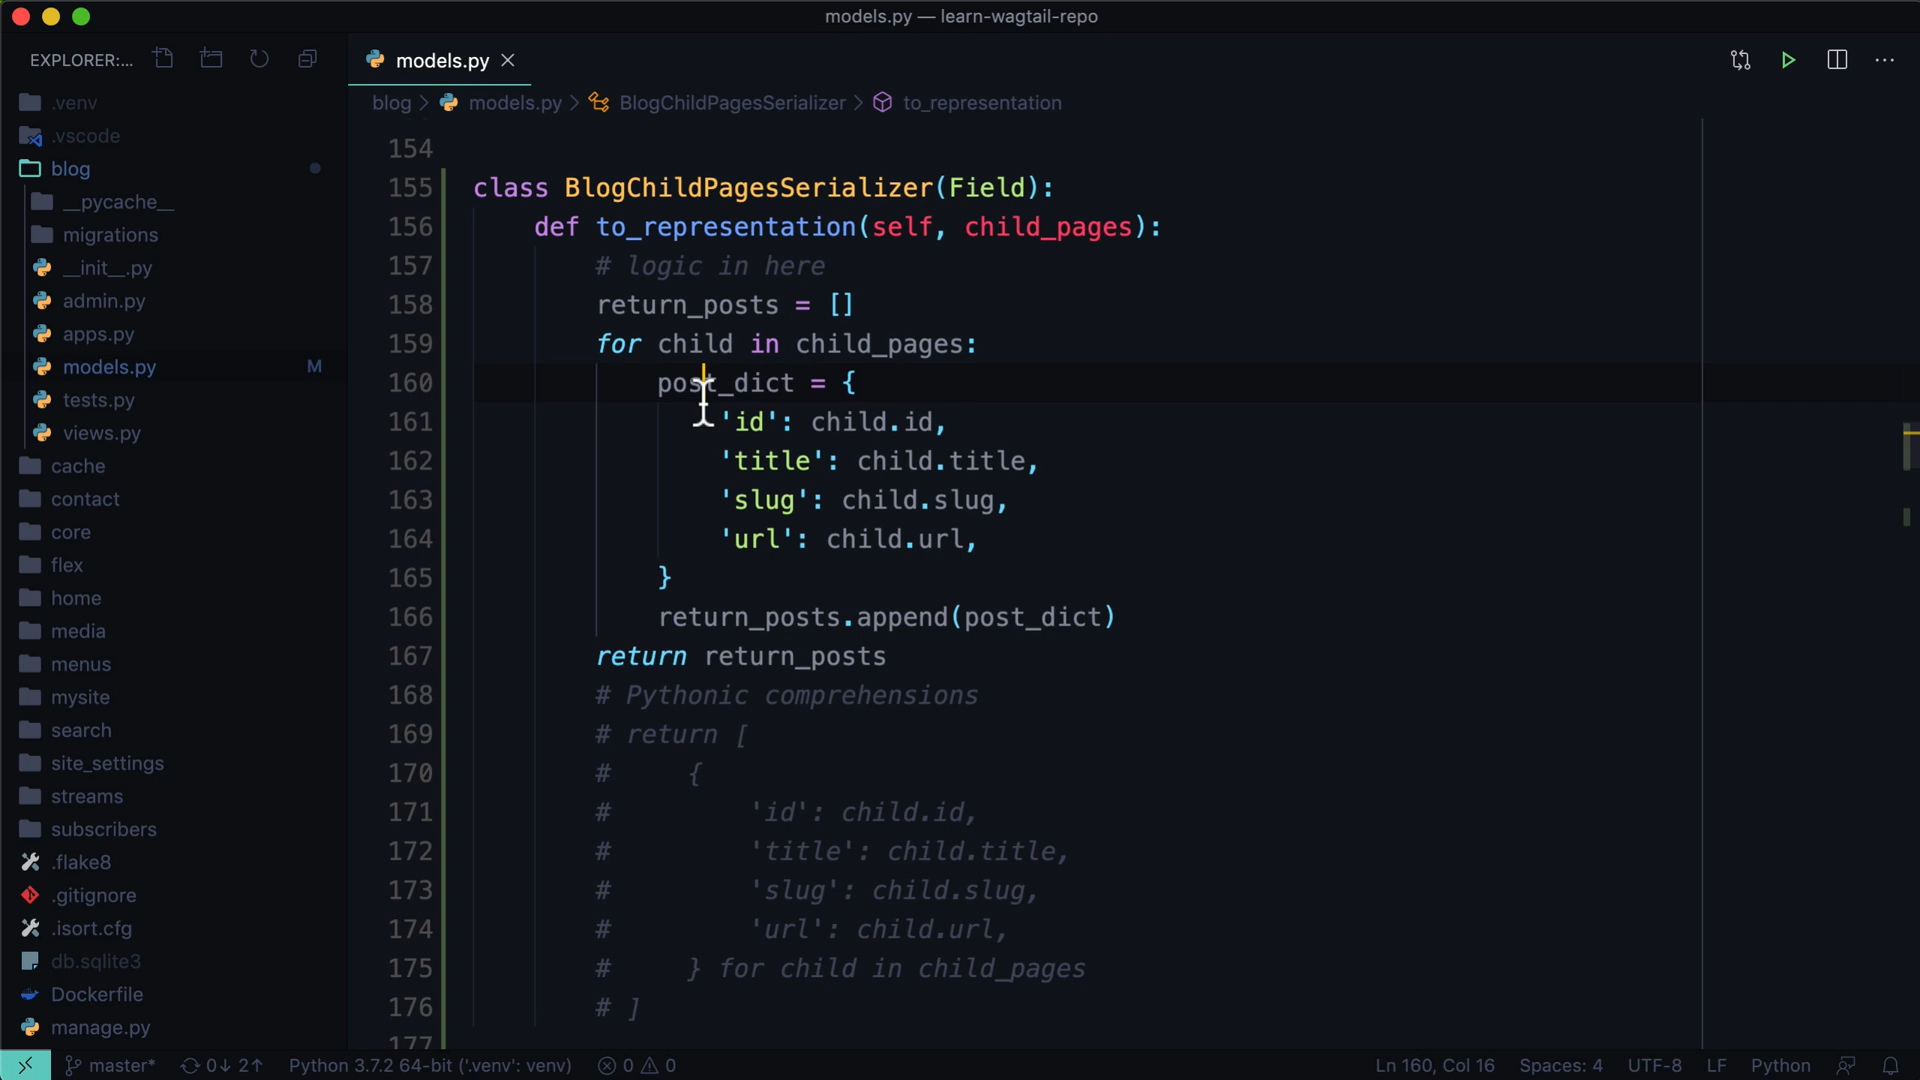 models.py — learn-wagtail-repo
EXPLORER:...
models.py
blog > models.py > BlogChildPagesSerializer > to_representation
.venv
.vscode
blog
__pycache__
migrations
__init__.py
admin.py
apps.py
models.py M
tests.py
views.py
cache
contact
core
flex
home
media
menus
mysite
search
site_settings
streams
subscribers
.flake8
.gitignore
.isort.cfg
db.sqlite3
Dockerfile
manage.py
154
155 class BlogChildPagesSerializer(Field):
156 def to_representation(self, child_pages):
157 # logic in here
158 return_posts = []
159 for child in child_pages:
160 post_dict = {
161 'id': child.id,
162 'title': child.title,
163 'slug': child.slug,
164 'url': child.url,
165 }
166 return_posts.append(post_dict)
167 return return_posts
168 # Pythonic comprehensions
169 # return [
170 # {
171 # 'id': child.id,
172 # 'title': child.title,
173 # 'slug': child.slug,
174 # 'url': child.url,
175 # } for child in child_pages
176 # ]
177
master* 0↓ 2↑ Python 3.7.2 64-bit ('.venv': venv) 0 0 Ln 160, Col 16 Spaces: 4 UTF-8 LF Python